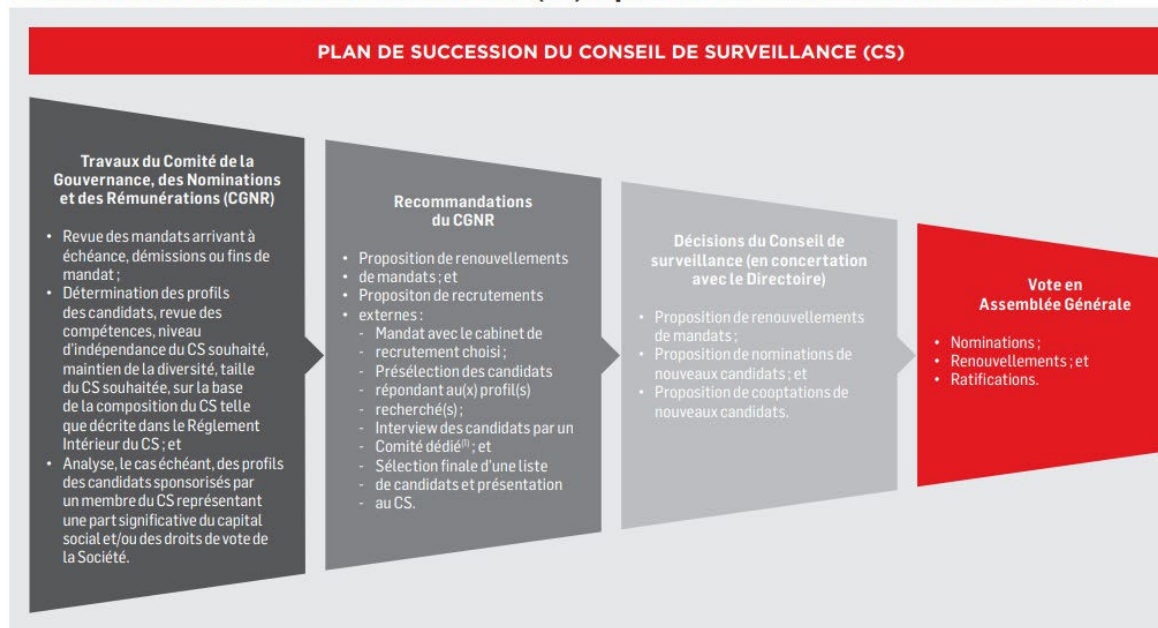 PLAN DE SUCCESSION DU CONSEIL DE SURVEILLANCE (CS)
Travaux du Comité de la
Gouvernance, des Nominations
et des Rémunérations (CGNR)
• Revue des mandats arrivant à
échéance, démissions ou fins de
mandat ;
• Détermination des profils
des candidats, revue des
compétences, niveau
d'indépendance du CS souhaité,
maintien de la diversité, taille
du CS souhaitée, sur la base
de la composition du CS telle
que décrite dans le Réglement
Intérieur du CS ; et
• Analyse, le cas échéant, des profils
des candidats sponsorisés par
un membre du CS représentant
une part significative du capital
social et/ou des droits de vote de
la Société.
Recommandations
du CGNR
• Proposition de renouvellements
• de mandats ; et
• Propositon de recrutements
• externes :
- Mandat avec le cabinet de
- recrutement choisi ;
- Présélection des candidats
- répondant au(x) profil(s)
- recherché(s) ;
- Interview des candidats par un
- Comité dédié(1) ; et
- Sélection finale d'une liste
- de candidats et présentation
- au CS.
Décisions du Conseil de
surveillance (en concertation
avec le Directoire)
• Proposition de renouvellements
de mandats ;
• Proposition de nominations de
nouveaux candidats ; et
• Proposition de cooptations de
nouveaux candidats.
Vote en
Assemblée Générale
• Nominations ;
• Renouvellements ; et
• Ratifications.